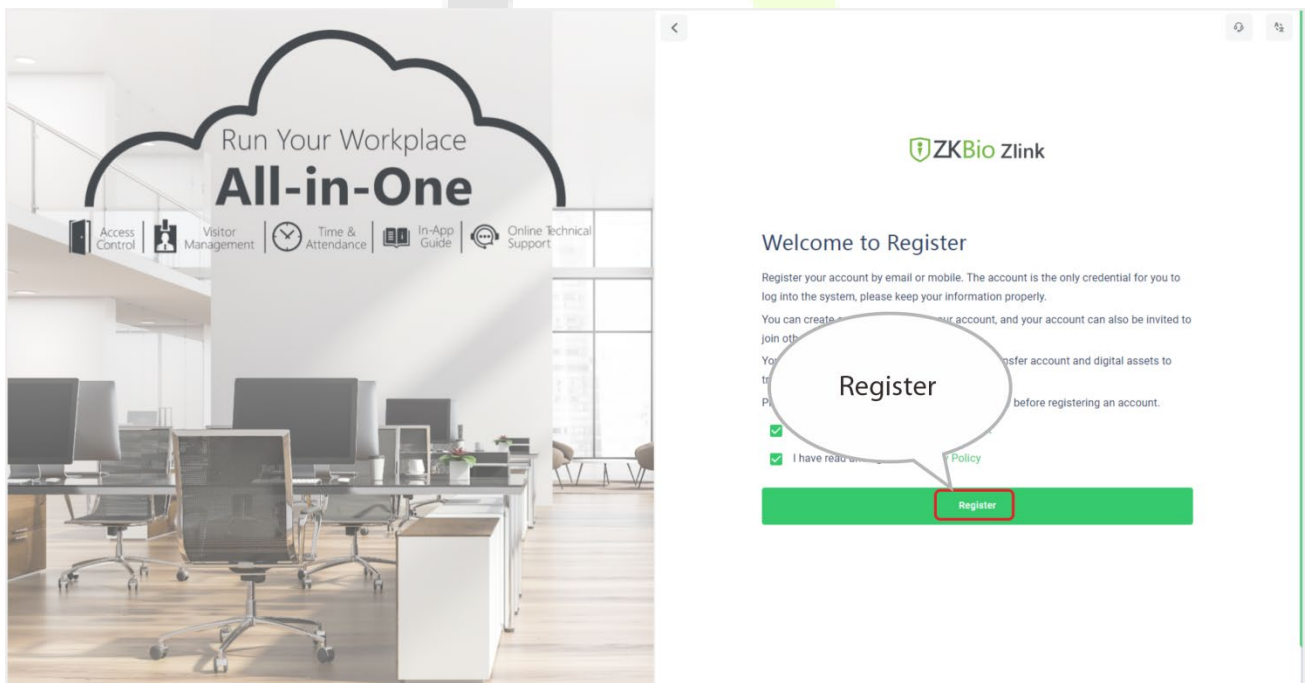 Run Your Workplace
All-in-One
Access
Control
Visitor
Management
Time &
Attendance
In-App
Guide
Online Technical
Support
ZKBio Zlink
Welcome to Register
Register your account by email or mobile. The account is the only credential for you to
log into the system, please keep your information properly.
You can create our account, and your account can also be invited to
join
account and digital assets to
before registering an account.
Register
I have read Policy
Register